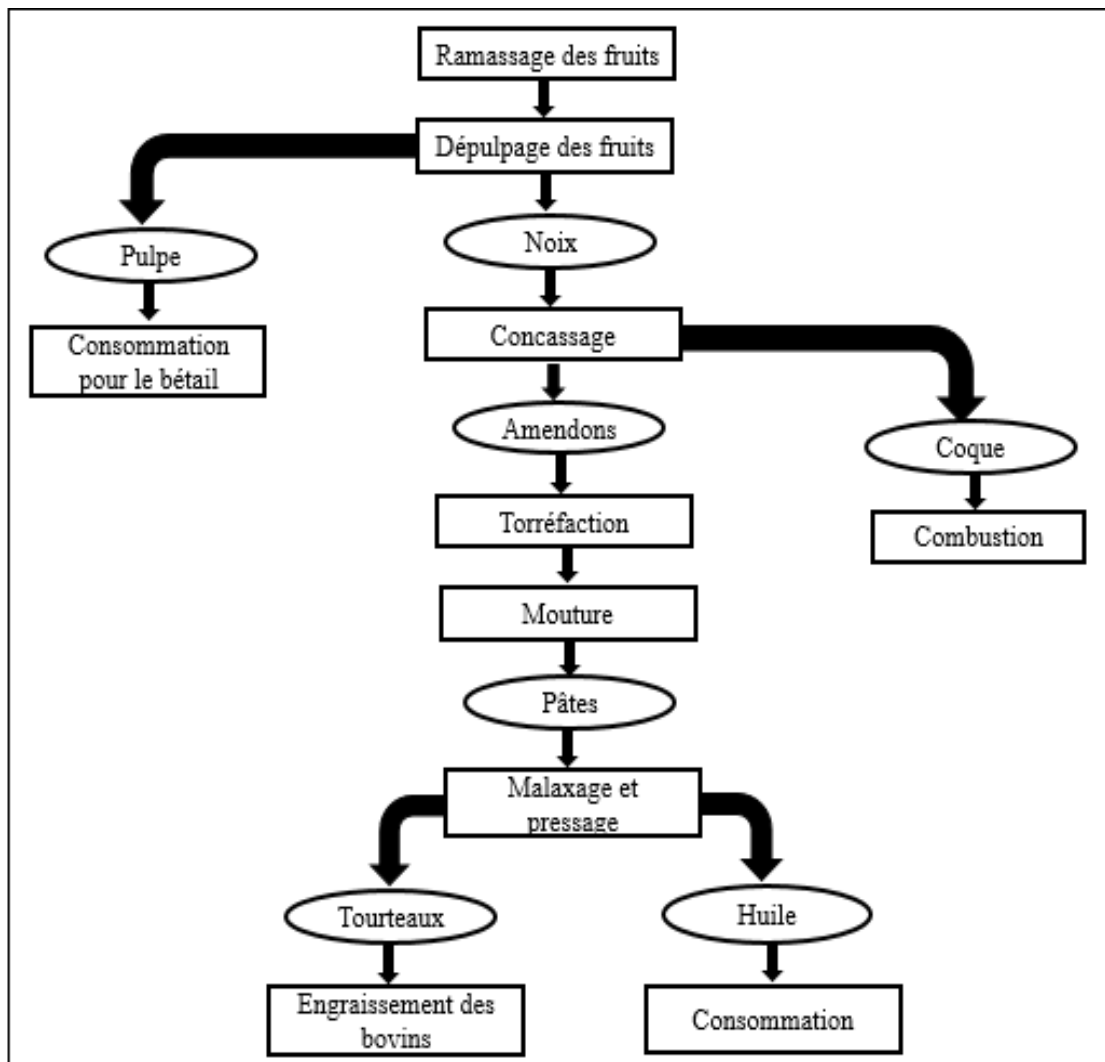 Ramassage des fruits
Dépulpage des fruits
Noix
Pulpe
Concassage
Consommation
pour le bétail
Amendons
Coque
Torréfaction
Combustion
Mouture
Pâtes
Malaxage et
pressage
Tourteaux
Huile
Engraissement des
bovins
Consommation